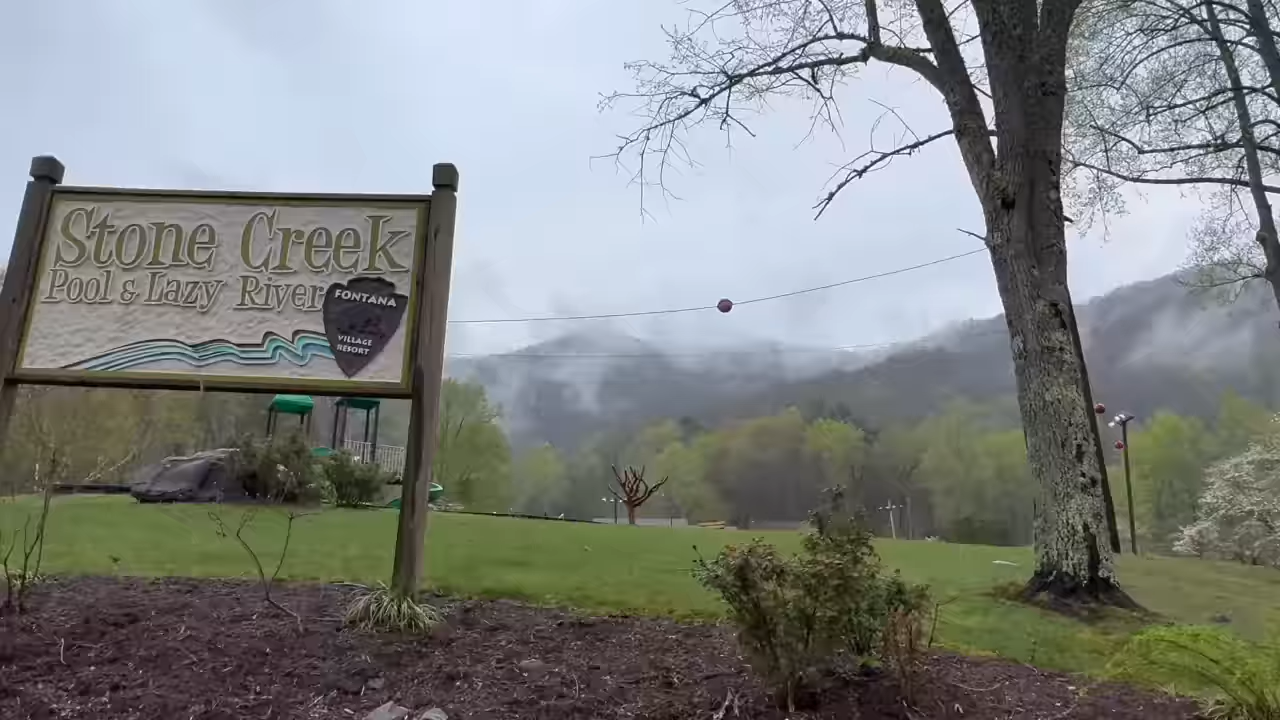 Stone Creek
Pool & Lazy River
FONTANA
VILLAGE
RESORT